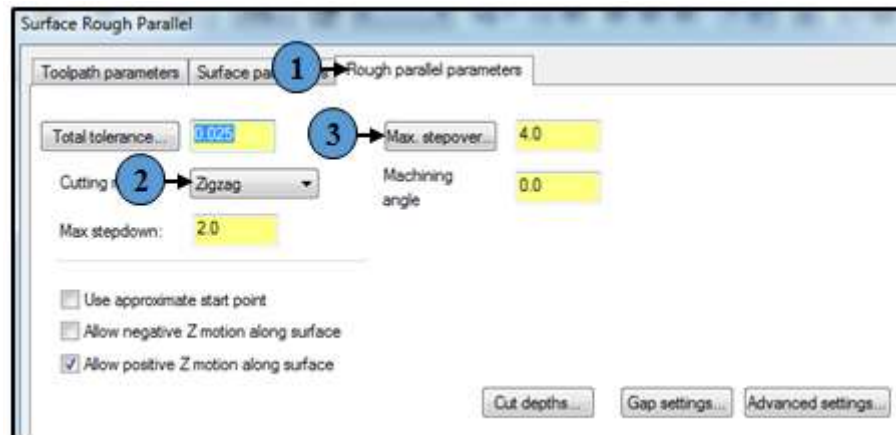 Surface Rough Parallel
Toolpath parameters Surface pa 1 s Rough parallel parameters
Total tolerance... 0.025 3 Max. stepover... 4.0
Cutting 2 Zigzag Machining angle 0.0
Max stepdown: 2.0
Use approximate start point
Allow negative Z motion along surface
Allow positive Z motion along surface
Cut depths... Gap settings... Advanced settings...